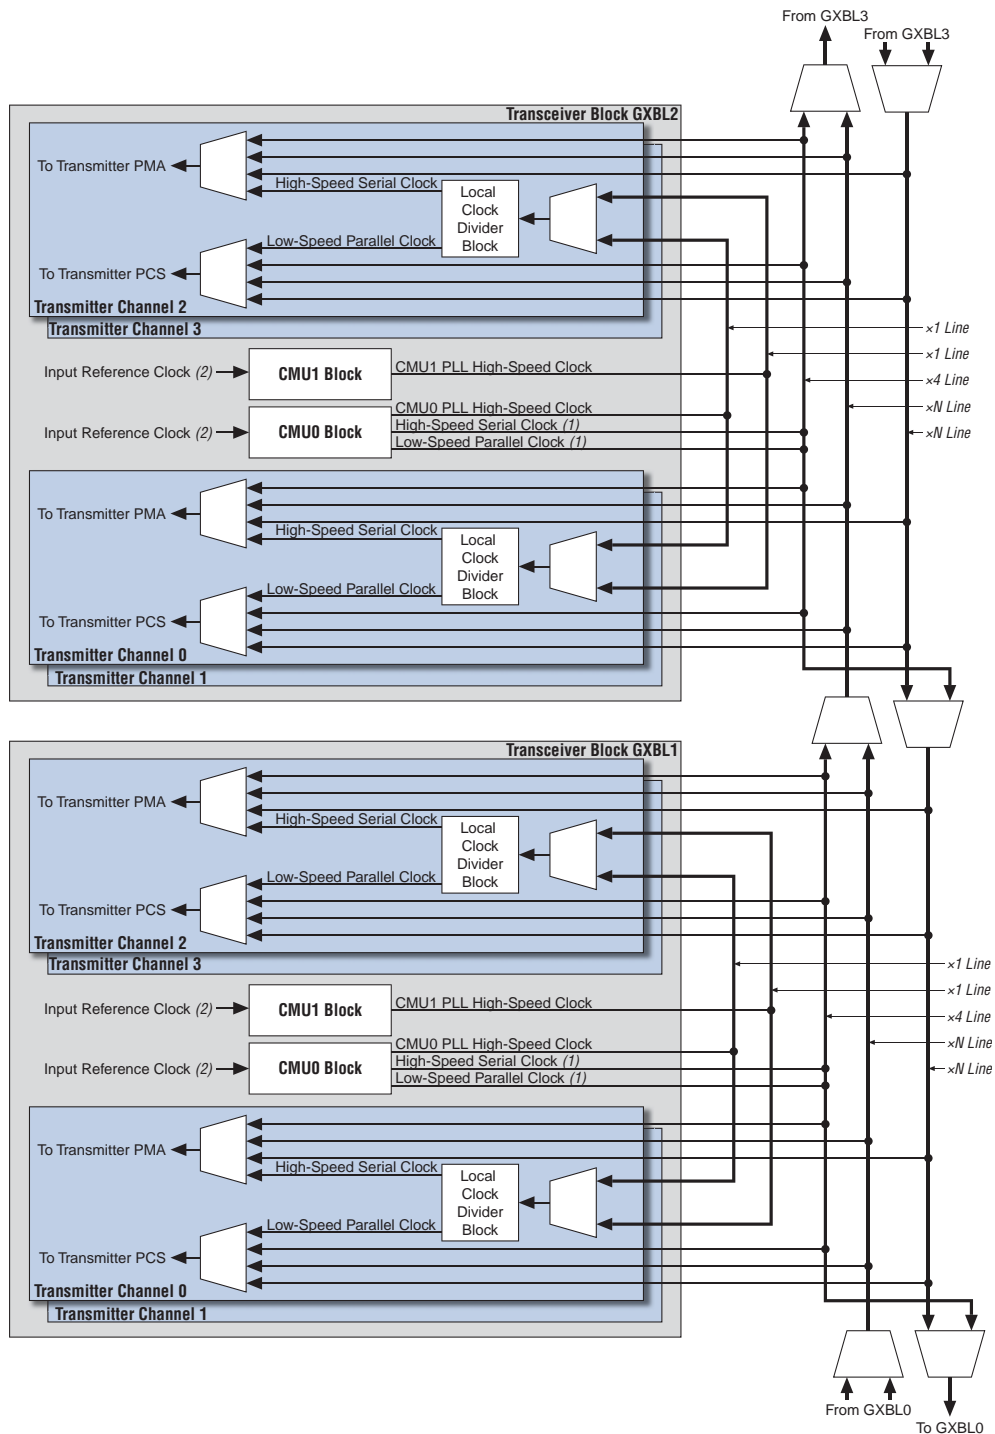 From GXBL3
From GXBL3
Transceiver Block GXBL2
To Transmitter PMA
High-Speed Serial Clock
Local
Clock
Divider
Block
Low-Speed Parallel Clock
To Transmitter PCS
Transmitter Channel 2
Transmitter Channel 3
×1 Line
×1 Line
×4 Line
×N Line
×N Line
Input Reference Clock (2)
CMU1 Block
CMU1 PLL High-Speed Clock
Input Reference Clock (2)
CMU0 Block
CMU0 PLL High-Speed Clock
High-Speed Serial Clock (1)
Low-Speed Parallel Clock (1)
To Transmitter PMA
High-Speed Serial Clock
Local
Clock
Divider
Block
Low-Speed Parallel Clock
To Transmitter PCS
Transmitter Channel 0
Transmitter Channel 1
Transceiver Block GXBL1
To Transmitter PMA
High-Speed Serial Clock
Local
Clock
Divider
Block
Low-Speed Parallel Clock
To Transmitter PCS
Transmitter Channel 2
Transmitter Channel 3
×1 Line
×1 Line
×4 Line
×N Line
×N Line
Input Reference Clock (2)
CMU1 Block
CMU1 PLL High-Speed Clock
Input Reference Clock (2)
CMU0 Block
CMU0 PLL High-Speed Clock
High-Speed Serial Clock (1)
Low-Speed Parallel Clock (1)
To Transmitter PMA
High-Speed Serial Clock
Local
Clock
Divider
Block
Low-Speed Parallel Clock
To Transmitter PCS
Transmitter Channel 0
Transmitter Channel 1
From GXBL0
To GXBL0